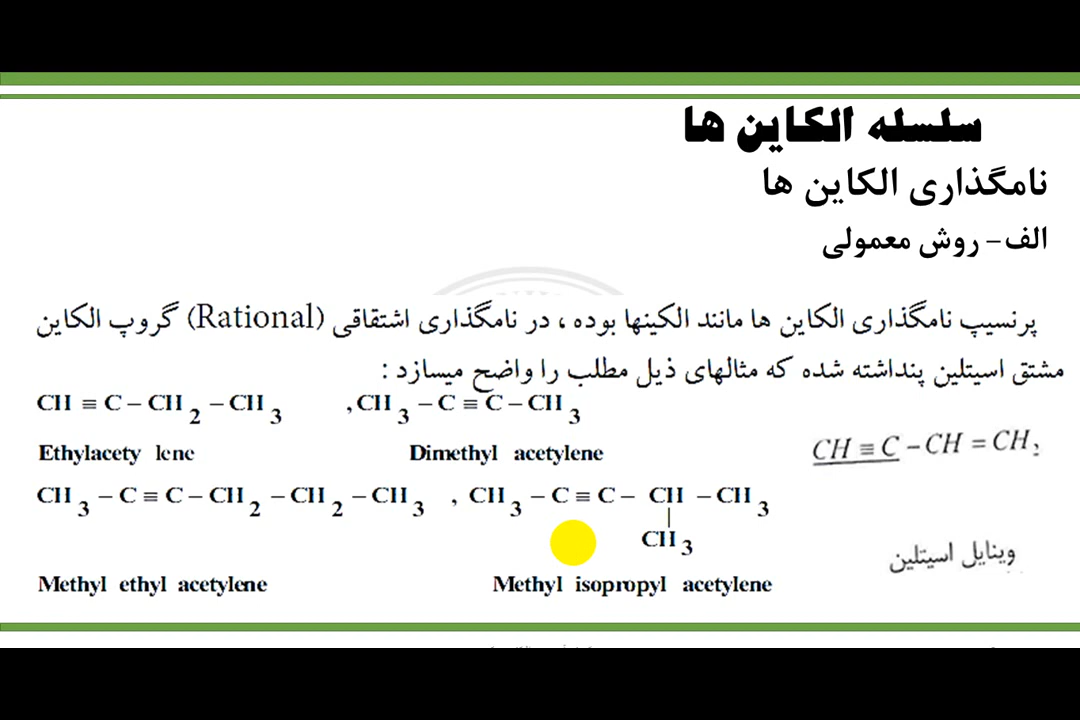 سلسله الکاین ها
نامگذاری الکاین ها
الف- روش معمولی
پرنسیپ نامگذاری الکاین ها مانند الکینها بوده ، در نامگذاری اشتقاقی (Rational) گروپ الکاین
مشتق اسیتلین پنداشته شده که مثالهای ذیل مطلب را واضح میسازد :
CH ≡ C – CH₂ – CH₃ , CH₃ – C ≡ C – CH₃
Ethylacety lene Dimethyl acetylene
CH ≡ C – CH = CH₂
CH₃ – C ≡ C – CH₂ – CH₂ – CH₃ , CH₃ – C ≡ C – CH – CH₃
CH₃
وینایل اسیتلین
Methyl ethyl acetylene Methyl isopropyl acetylene